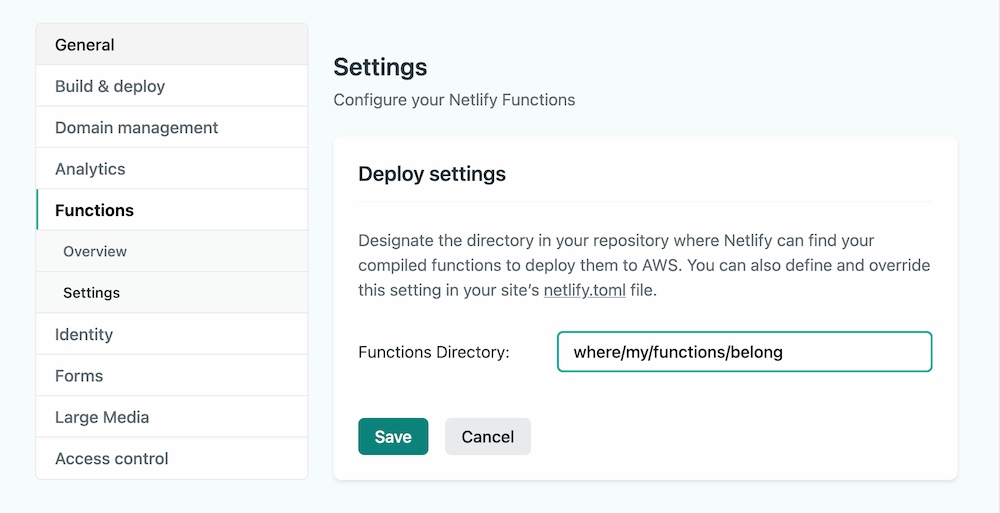 General
Build & deploy
Domain management
Analytics
Functions
Overview
Settings
Identity
Forms
Large Media
Access control
Settings
Configure your Netlify Functions
Deploy settings
Designate the directory in your repository where Netlify can find your
compiled functions to deploy them to AWS. You can also define and override
this setting in your site’s netlify.toml file.
Functions Directory: where/my/functions/belong
Save Cancel